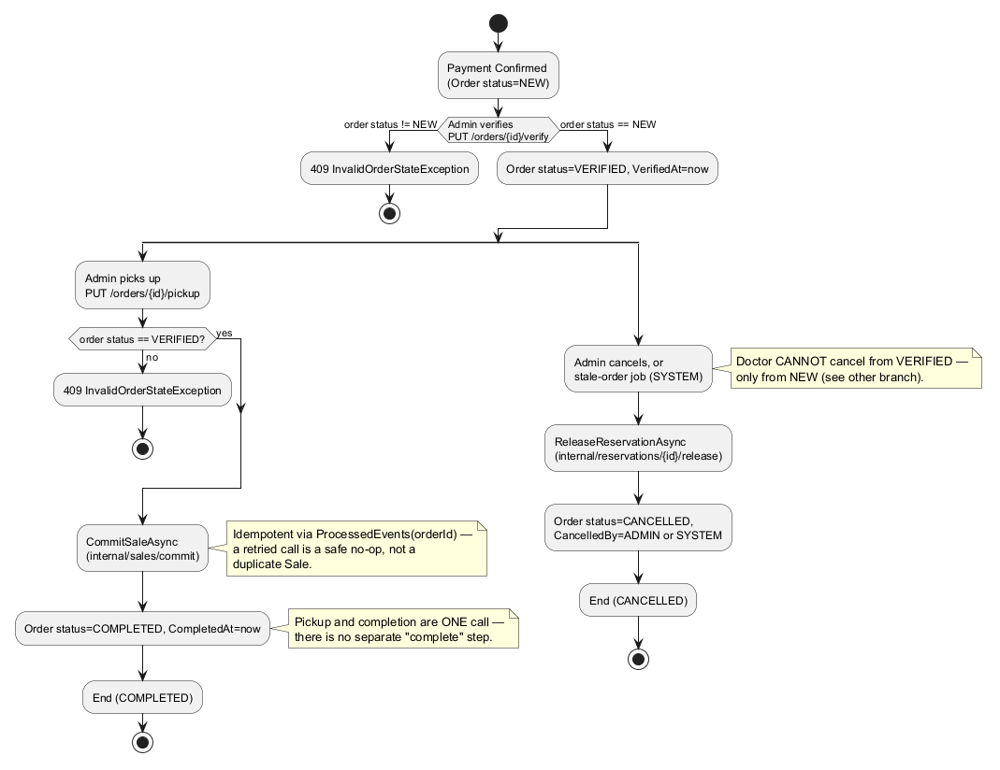 Payment Confirmed
(Order status=NEW)
order status != NEW
Admin verifies
PUT /orders/{id}/verify
order status == NEW
409 InvalidOrderStateException
Order status=VERIFIED, VerifiedAt=now
Admin picks up
PUT /orders/{id}/pickup
order status == VERIFIED?
yes
no
409 InvalidOrderStateException
CommitSaleAsync
(internal/sales/commit)
Idempotent via ProcessedEvents(orderId) —
a retried call is a safe no-op, not a
duplicate Sale.
Order status=COMPLETED, CompletedAt=now
Pickup and completion are ONE call —
there is no separate "complete" step.
End (COMPLETED)
Admin cancels, or
stale-order job (SYSTEM)
Doctor CANNOT cancel from VERIFIED —
only from NEW (see other branch).
ReleaseReservationAsync
(internal/reservations/{id}/release)
Order status=CANCELLED,
CancelledBy=ADMIN or SYSTEM
End (CANCELLED)